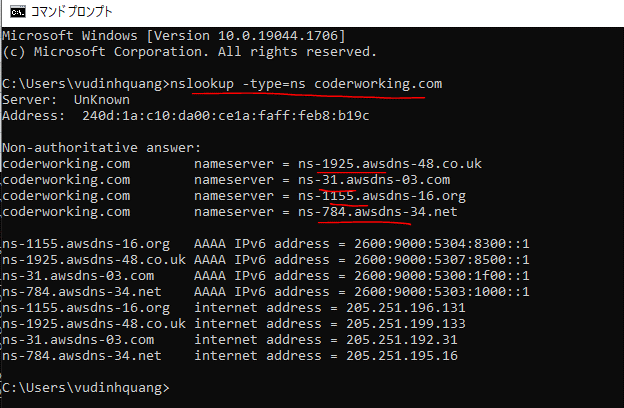 コマンド プロンプト
Microsoft Windows [Version 10.0.19044.1706]
(c) Microsoft Corporation. All rights reserved.
C:\Users\vudinhquang>nslookup -type=ns coderworking.com
Server:  UnKnown
Address:  240d:1a:c10:da00:ce1a:faff:feb8:b19c
Non-authoritative answer:
coderworking.com        nameserver = ns-1925.awsdns-48.co.uk
coderworking.com        nameserver = ns-31.awsdns-03.com
coderworking.com        nameserver = ns-1155.awsdns-16.org
coderworking.com        nameserver = ns-784.awsdns-34.net
ns-1155.awsdns-16.org   AAAA IPv6 address = 2600:9000:5304:8300::1
ns-1925.awsdns-48.co.uk AAAA IPv6 address = 2600:9000:5307:8500::1
ns-31.awsdns-03.com     AAAA IPv6 address = 2600:9000:5300:1f00::1
ns-784.awsdns-34.net    AAAA IPv6 address = 2600:9000:5303:1000::1
ns-1155.awsdns-16.org   internet address = 205.251.196.131
ns-1925.awsdns-48.co.uk internet address = 205.251.199.133
ns-31.awsdns-03.com     internet address = 205.251.192.31
ns-784.awsdns-34.net    internet address = 205.251.195.16
C:\Users\vudinhquang>